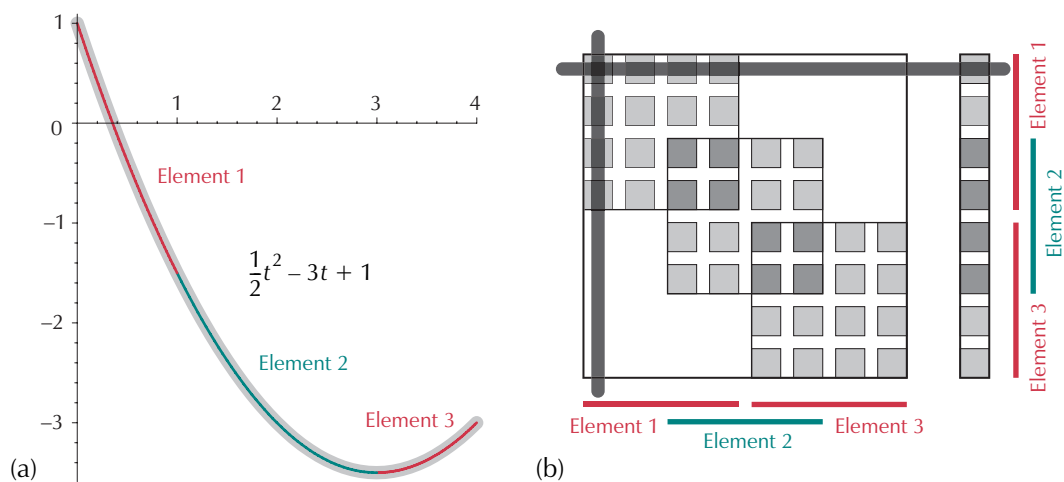 1
0
−1
−2
−3
1 2 3 4
Element 1
1/2 t² – 3t + 1
Element 2
Element 3
(a)
Element 1
Element 2
Element 3
Element 1
Element 3
Element 2
(b)